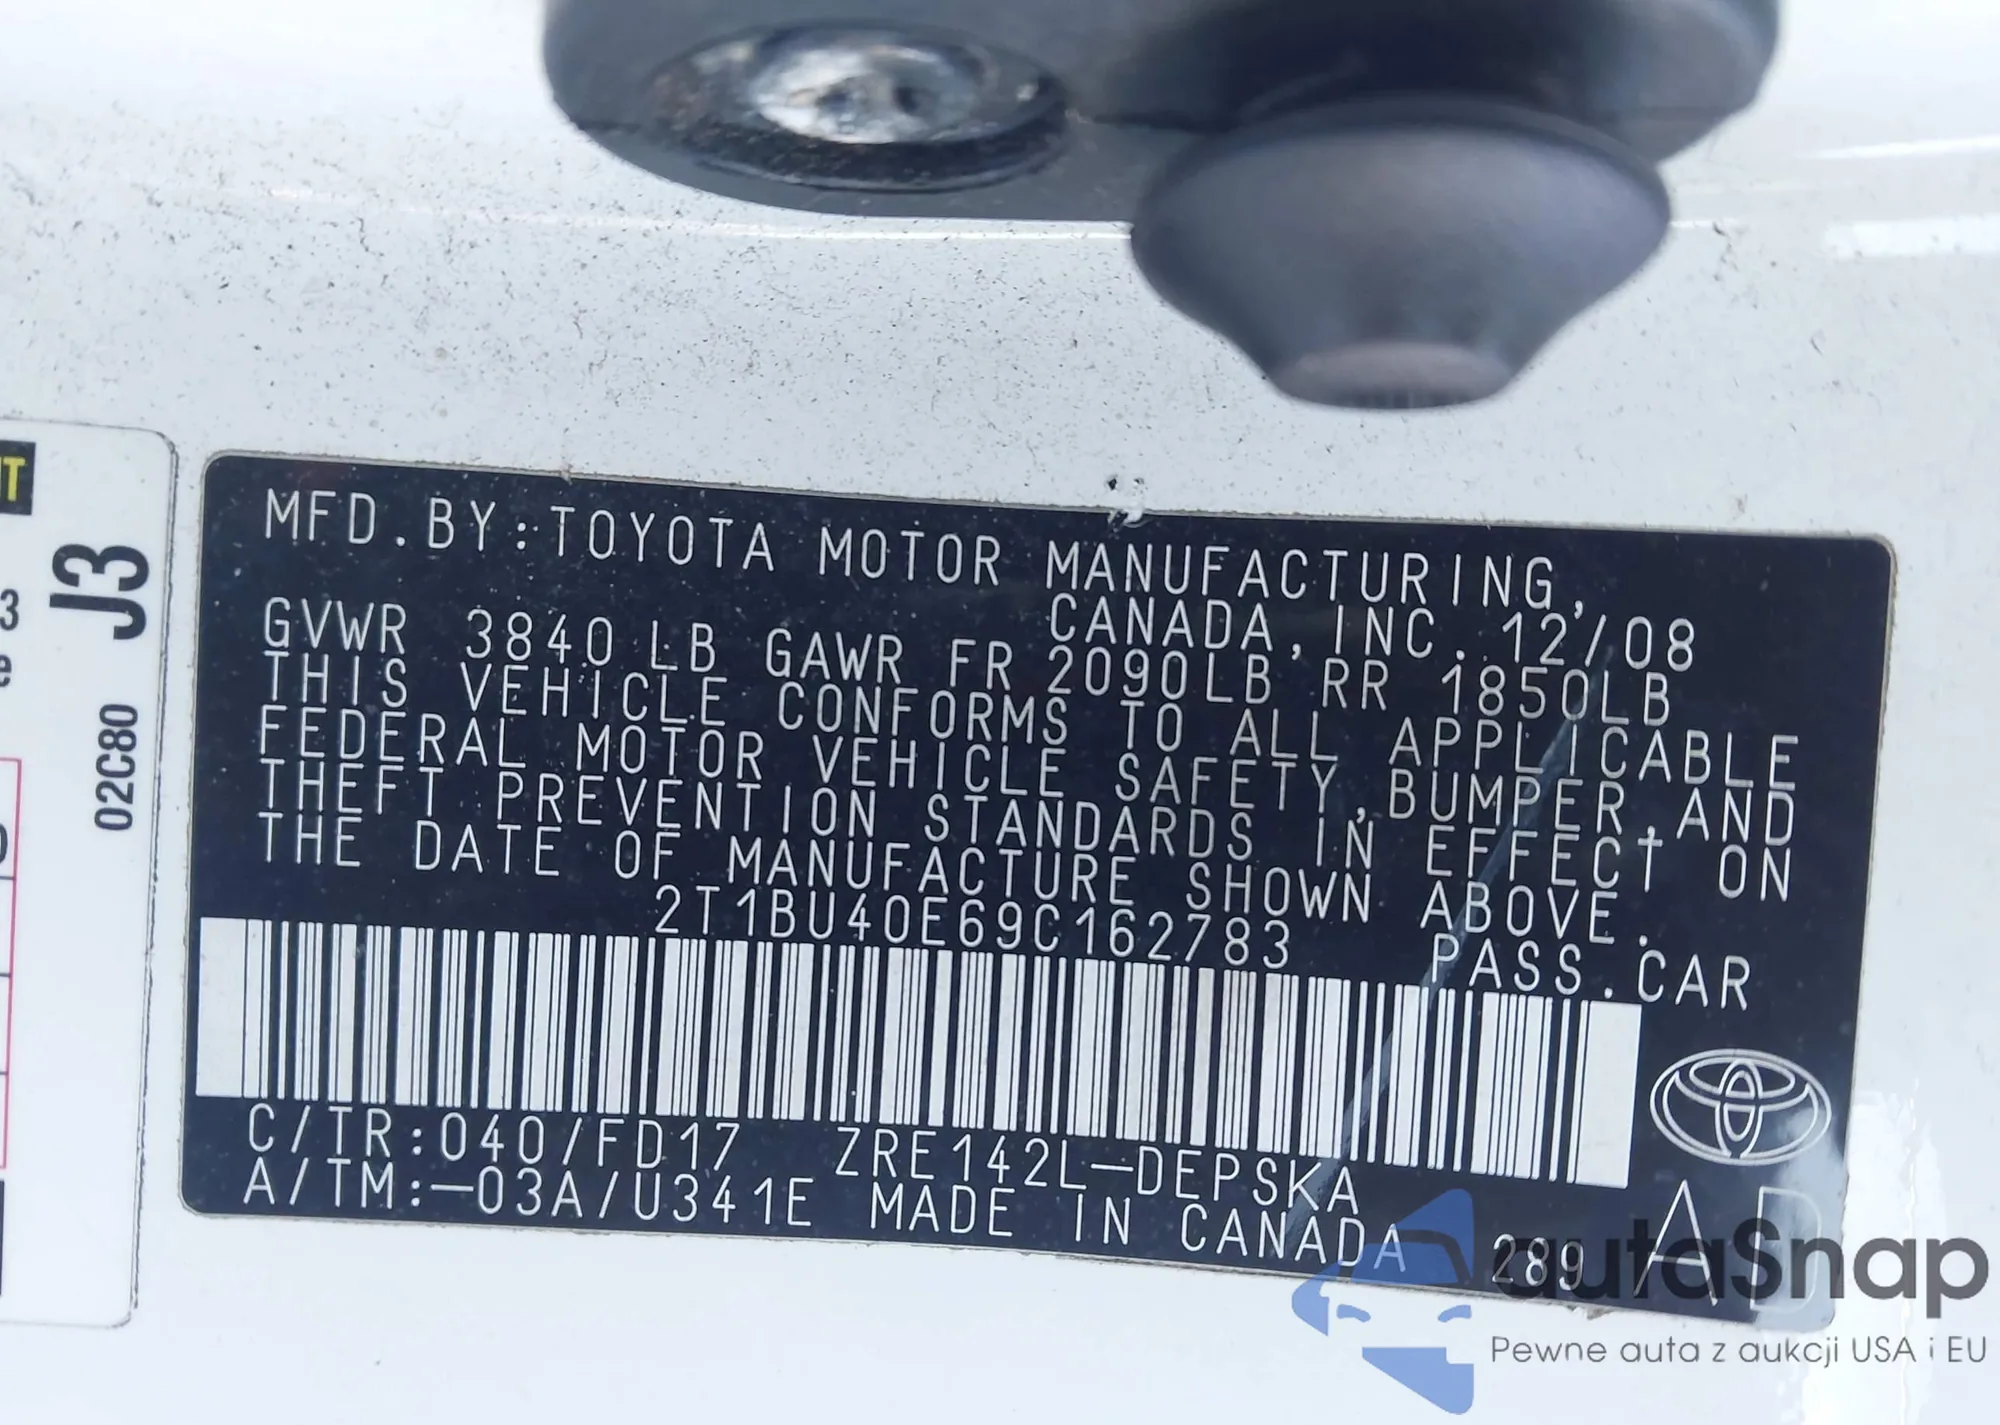 MFD.BY:TOYOTA MOTOR MANUFACTURING,
CANADA, INC. 12/08
GVWR 3840 LB GAWR FR 2090LB RR 1850LB
THIS VEHICLE CONFORMS TO ALL APPLICABLE
FEDERAL MOTOR VEHICLE SAFETY,BUMPER,AND
THEFT PREVENTION STANDARDS IN EFFECT ON
THE DATE OF MANUFACTURE SHOWN ABOVE.
2T1BU40E69C162783 PASS.CAR
C/TR:040/FD17 ZRE142L-DEPSKA
A/TM:-03A/U341E MADE IN CANADA 289 AD
J3
02C80
3
e
autaSnap
Pewne auta z aukcji USA i EU